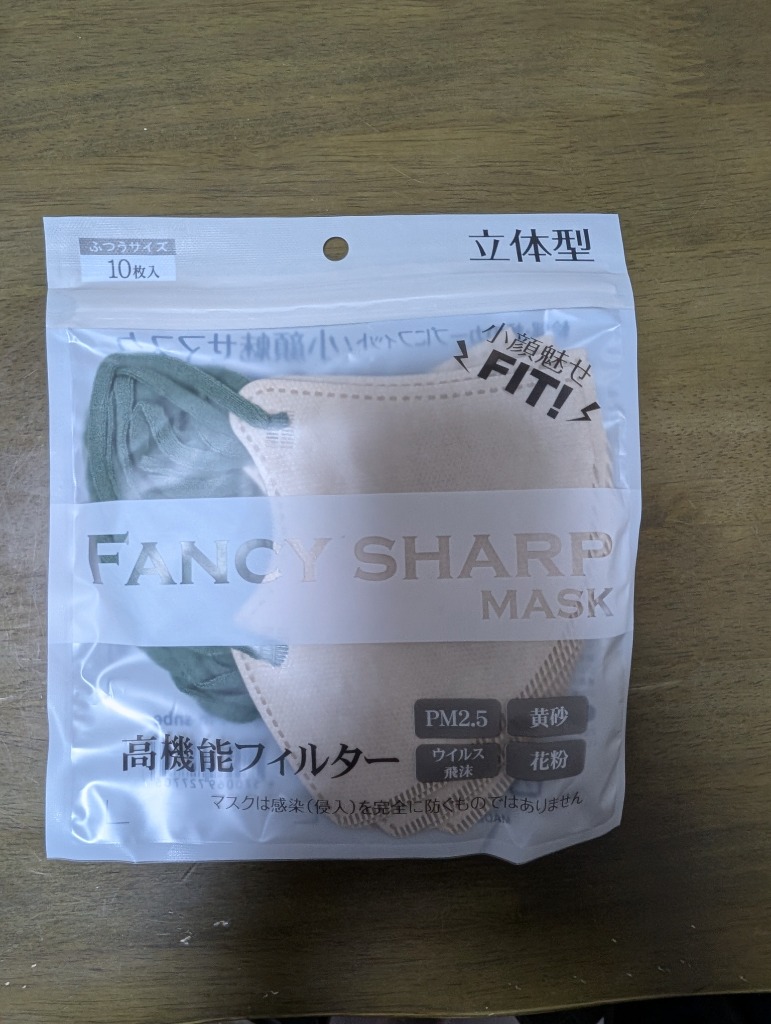 ふつうサイズ
10枚入
立体型
小顔魅せ
FIT!
FANCY SHARP
MASK
PM2.5
黄砂
高機能フィルター
ウイルス
飛沫
花粉
マスクは感染(侵入)を完全に防ぐものではありません